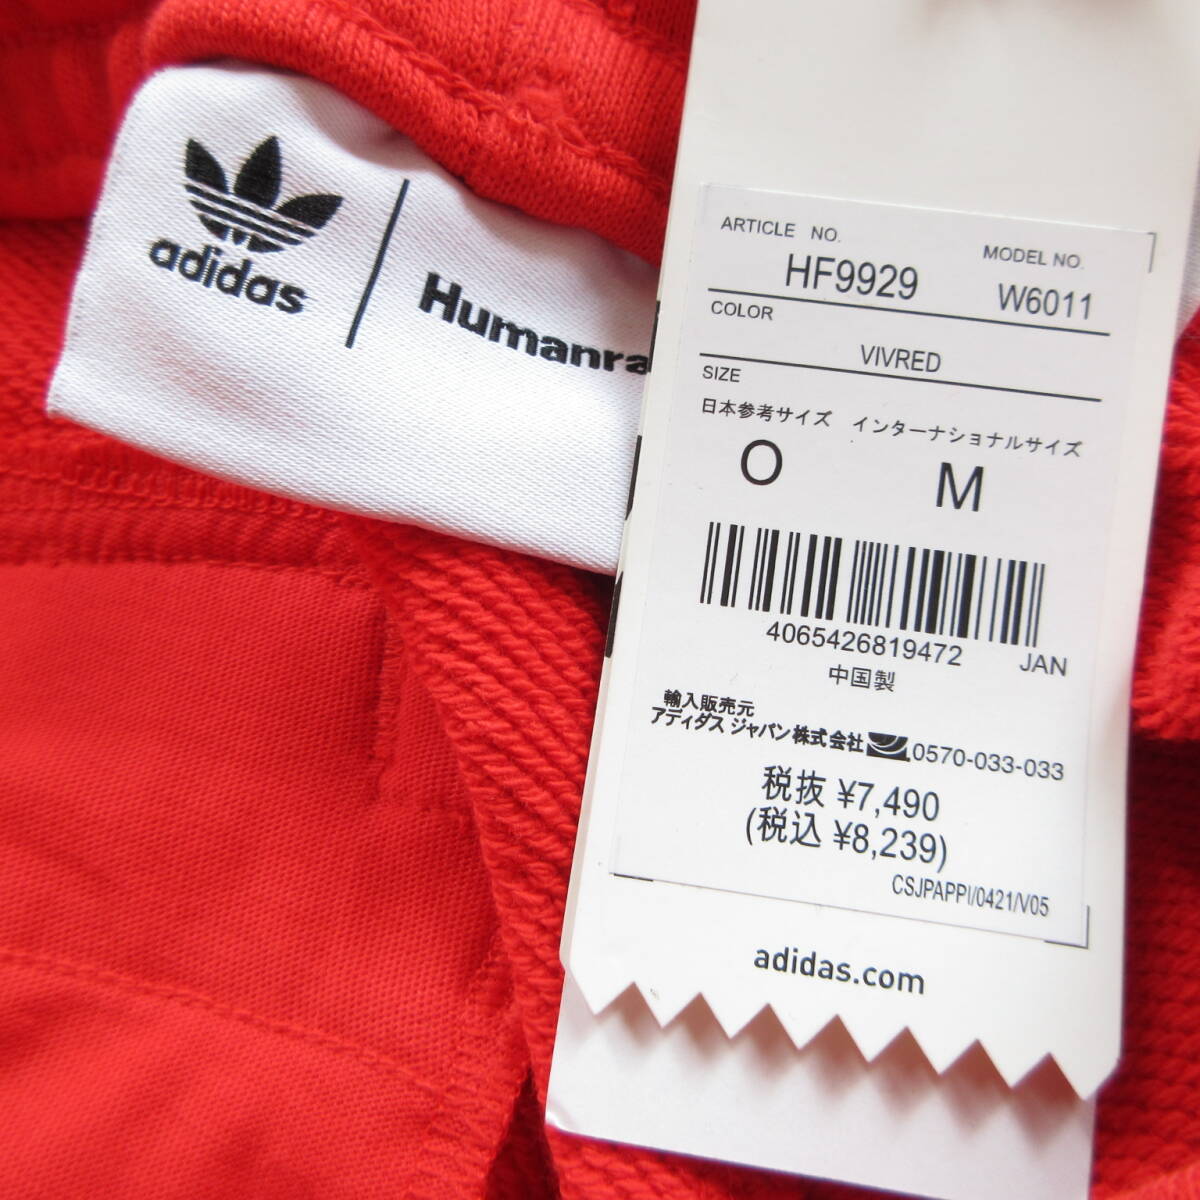 adidas
Humanra
ARTICLE NO.
MODEL NO.
HF9929
W6011
COLOR
VIVRED
SIZE
日本参考サイズ インターナショナルサイズ
O M
4065426819472 JAN
中国製
輸入販売元
アディダス ジャパン株式会社 0570-033-033
税抜 ¥7,490
(税込 ¥8,239)
CSJPAPPI/0421/V05
adidas.com